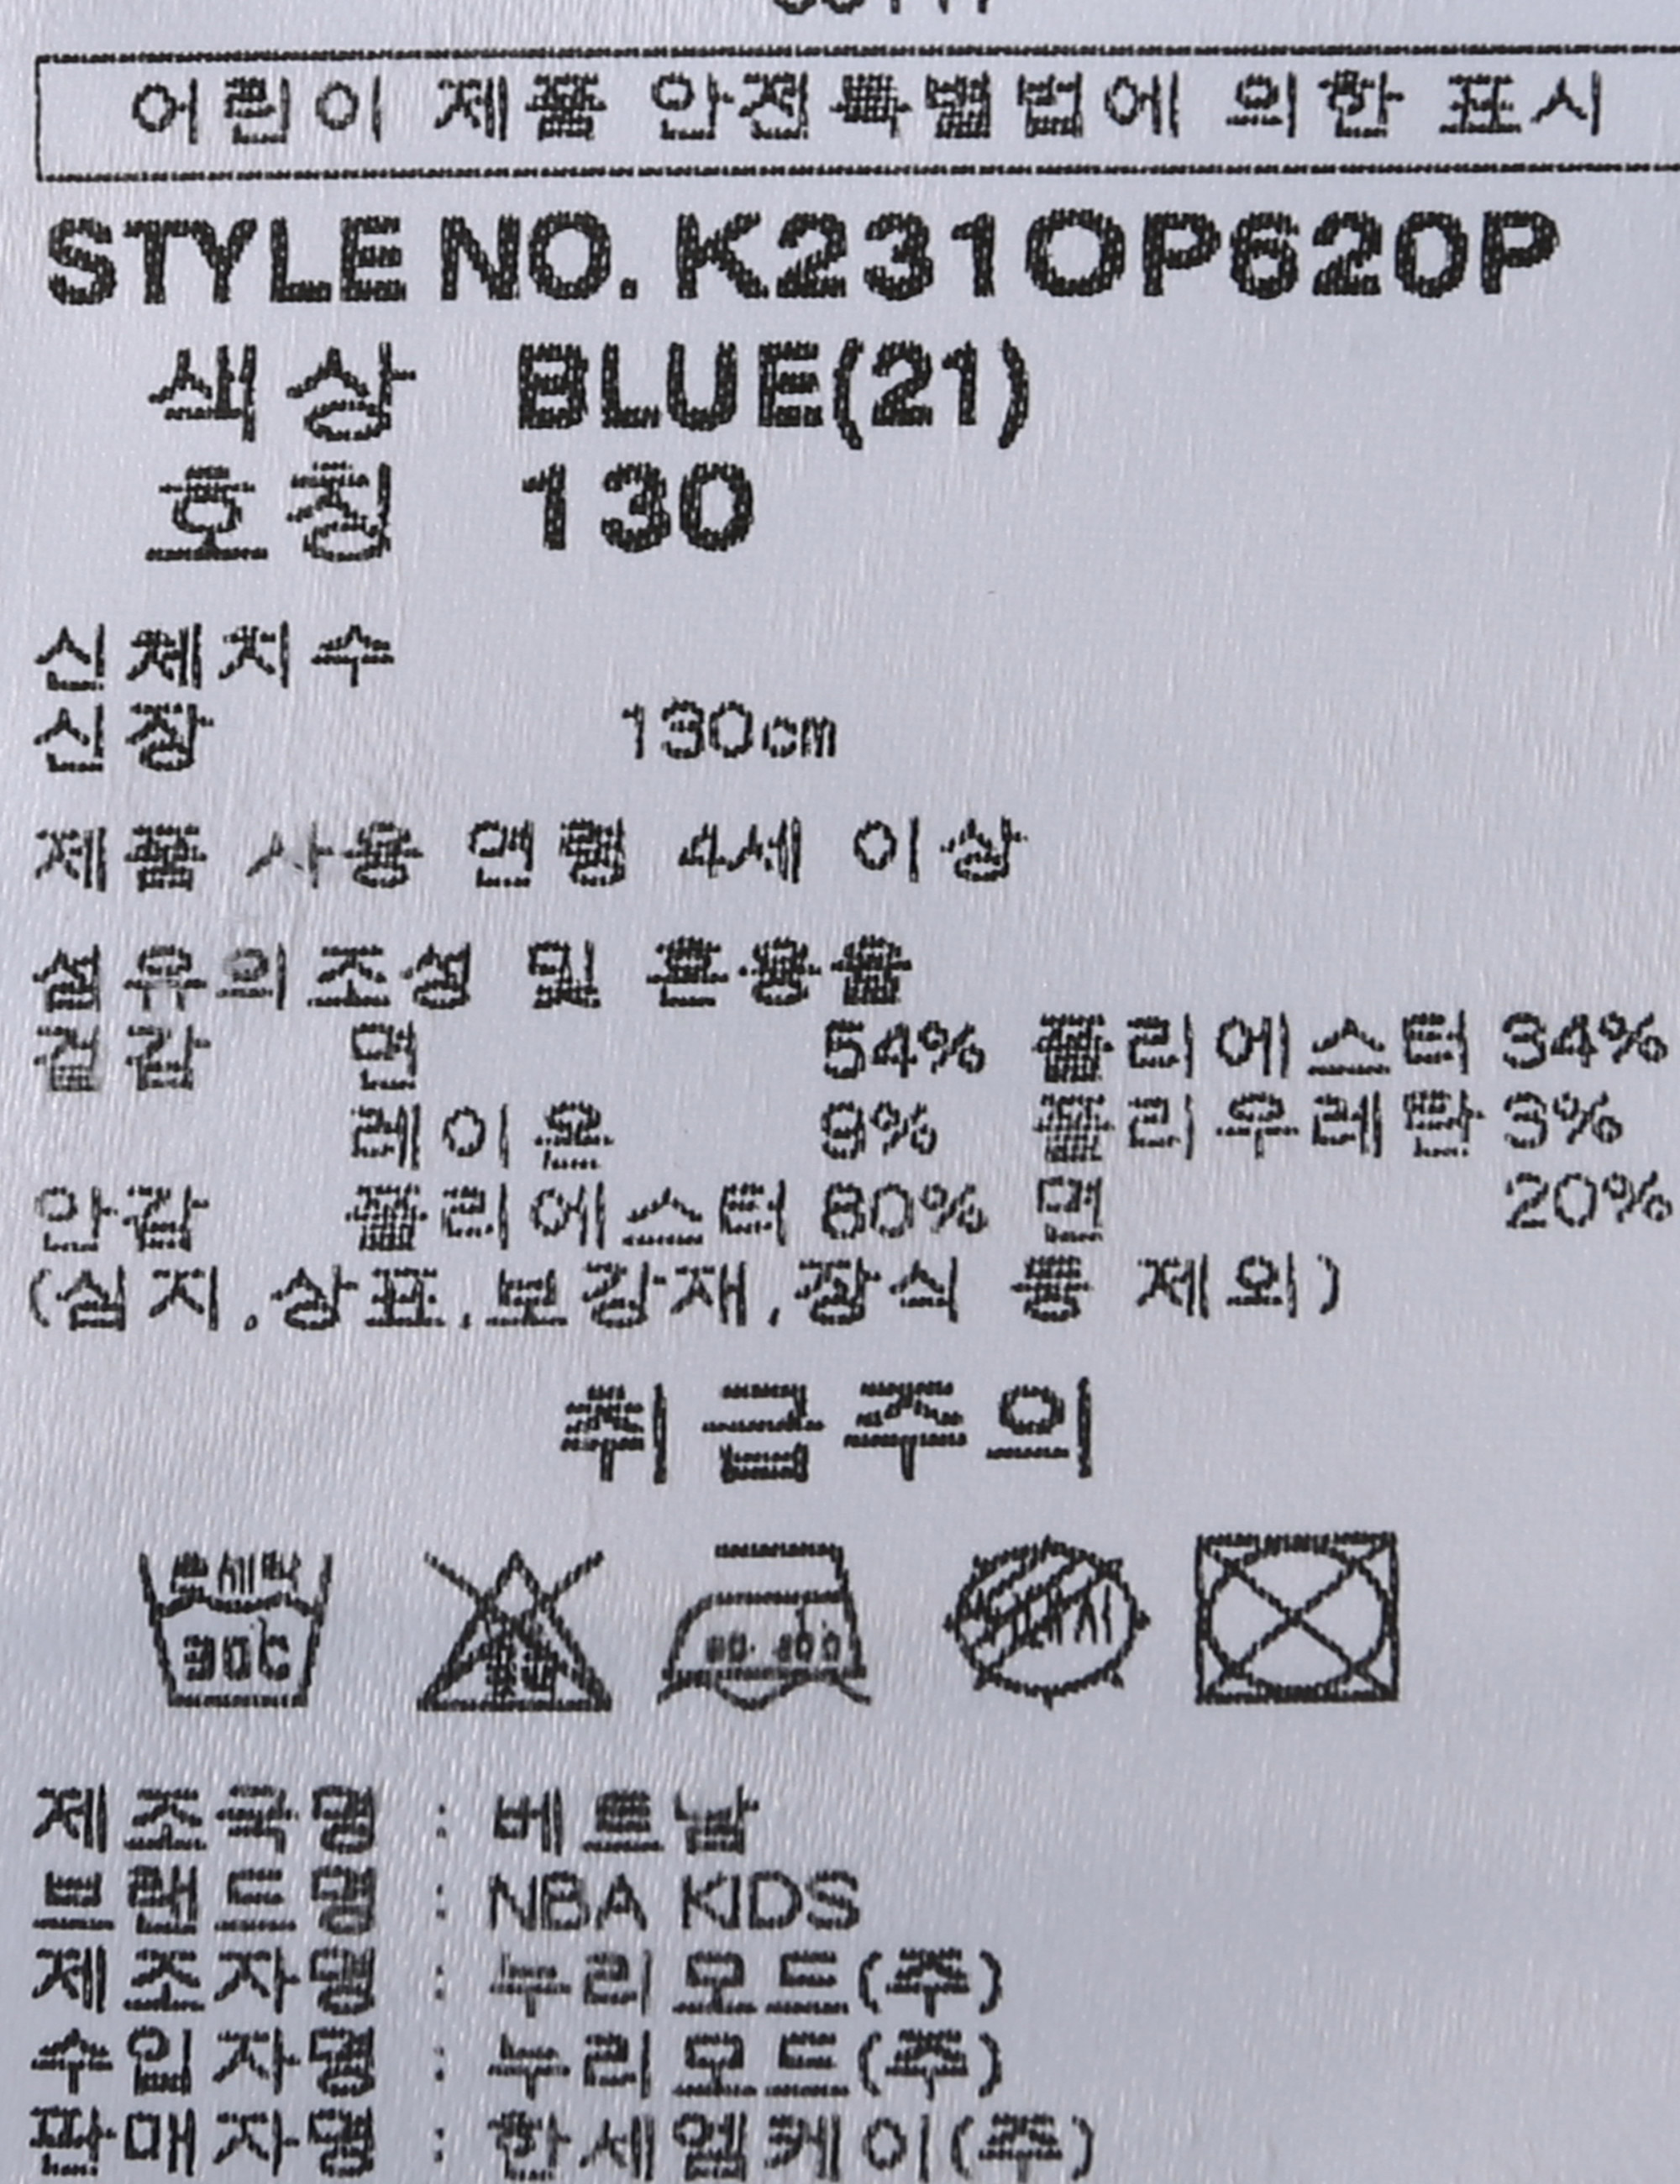 어린이 제품 안전특별법에 의한 표시
STYLE NO. K231OP620P
색상 BLUE(21)
호칭 130
신체치수
신장 130cm
제품 사용 연령 4세 이상
섬유의조성 및 혼용율
겉감 면 54% 폴리에스터 34%
레이온 9% 폴리우레탄 3%
안감 폴리에스터 80% 면 20%
(심지,상표,보강재,장식 등 제외)
취급주의
손세탁
30C
제조국명 : 베트남
브랜드명 : NBA KIDS
제조자명 : 누리모드(주)
수입자명 : 누리모드(주)
판매자명 : 한세엠케이(주)